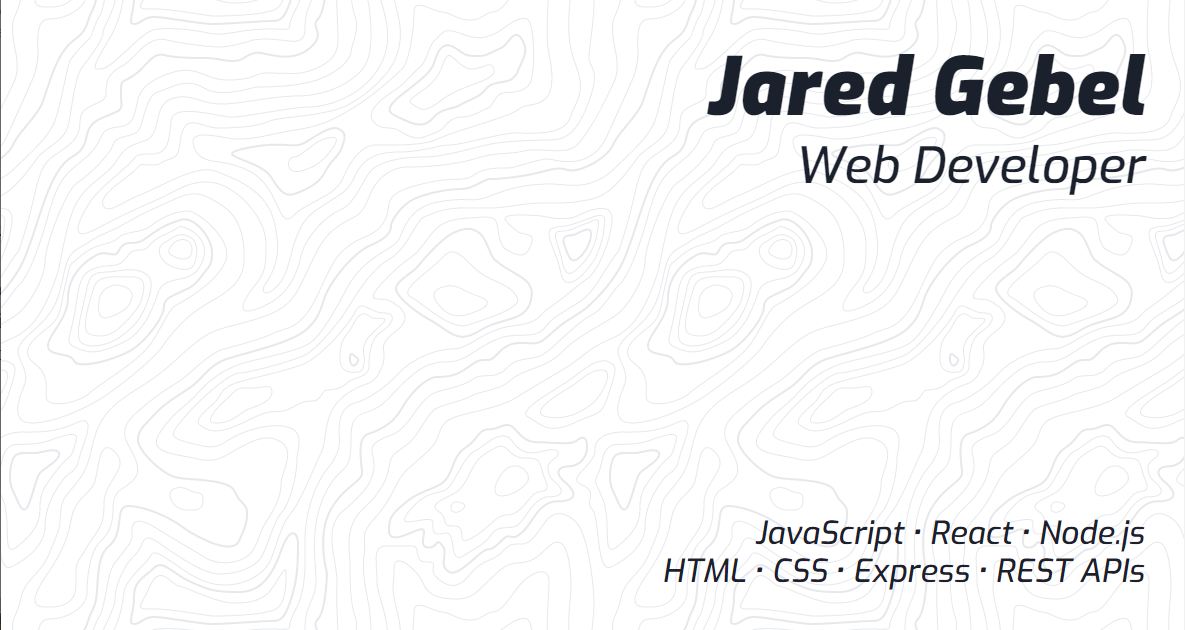 Jared Gebel
Web Developer
JavaScript · React · Node.js
HTML · CSS · Express · REST APIs